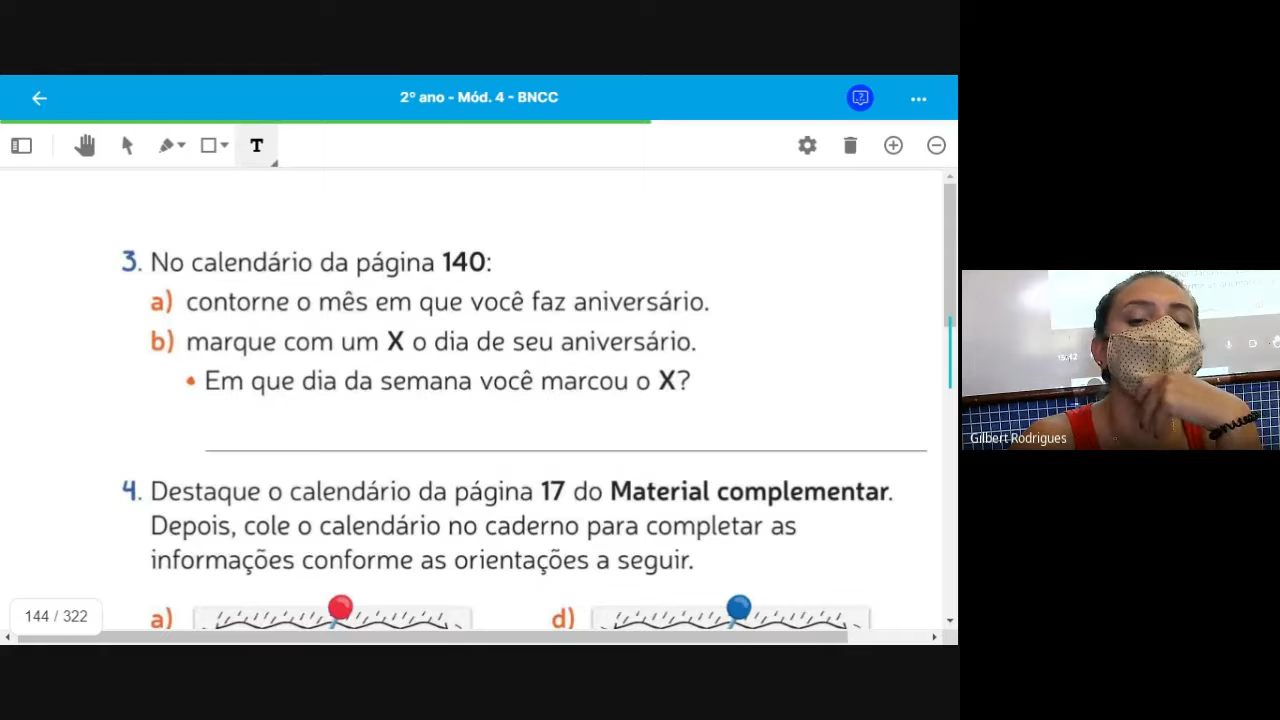 2º ano - Mód. 4 - BNCC
T
3. No calendário da página 140:
a) contorne o mês em que você faz aniversário.
b) marque com um X o dia de seu aniversário.
• Em que dia da semana você marcou o X?
4. Destaque o calendário da página 17 do Material complementar.
Depois, cole o calendário no caderno para completar as
informações conforme as orientações a seguir.
a)
d)
144 / 322
Gilbert Rodrigues